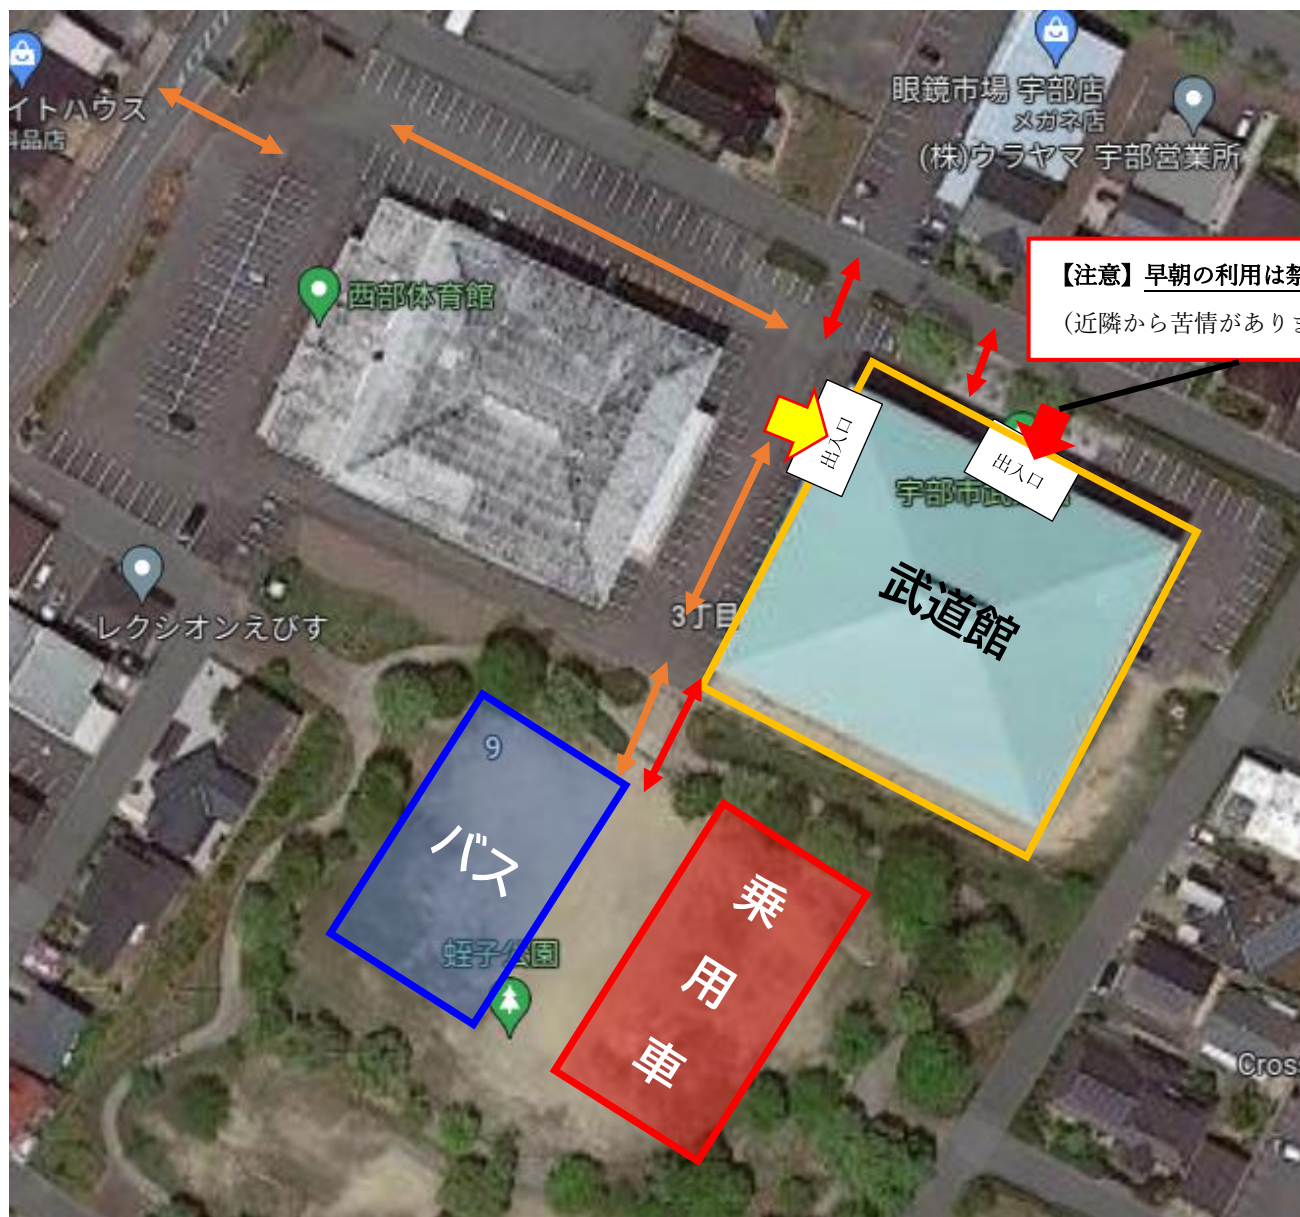 イトハウス
料品店
眼鏡市場 宇部店
メガネ店
(株)ウラヤマ 宇部営業所
【注意】早朝の利用は禁
（近隣から苦情がありま
西部体育館
出入口
出入口
宇部市武
武道館
レクシオンえびす
3丁目
9
バス
蛭子公園
乗
用
車
Cros